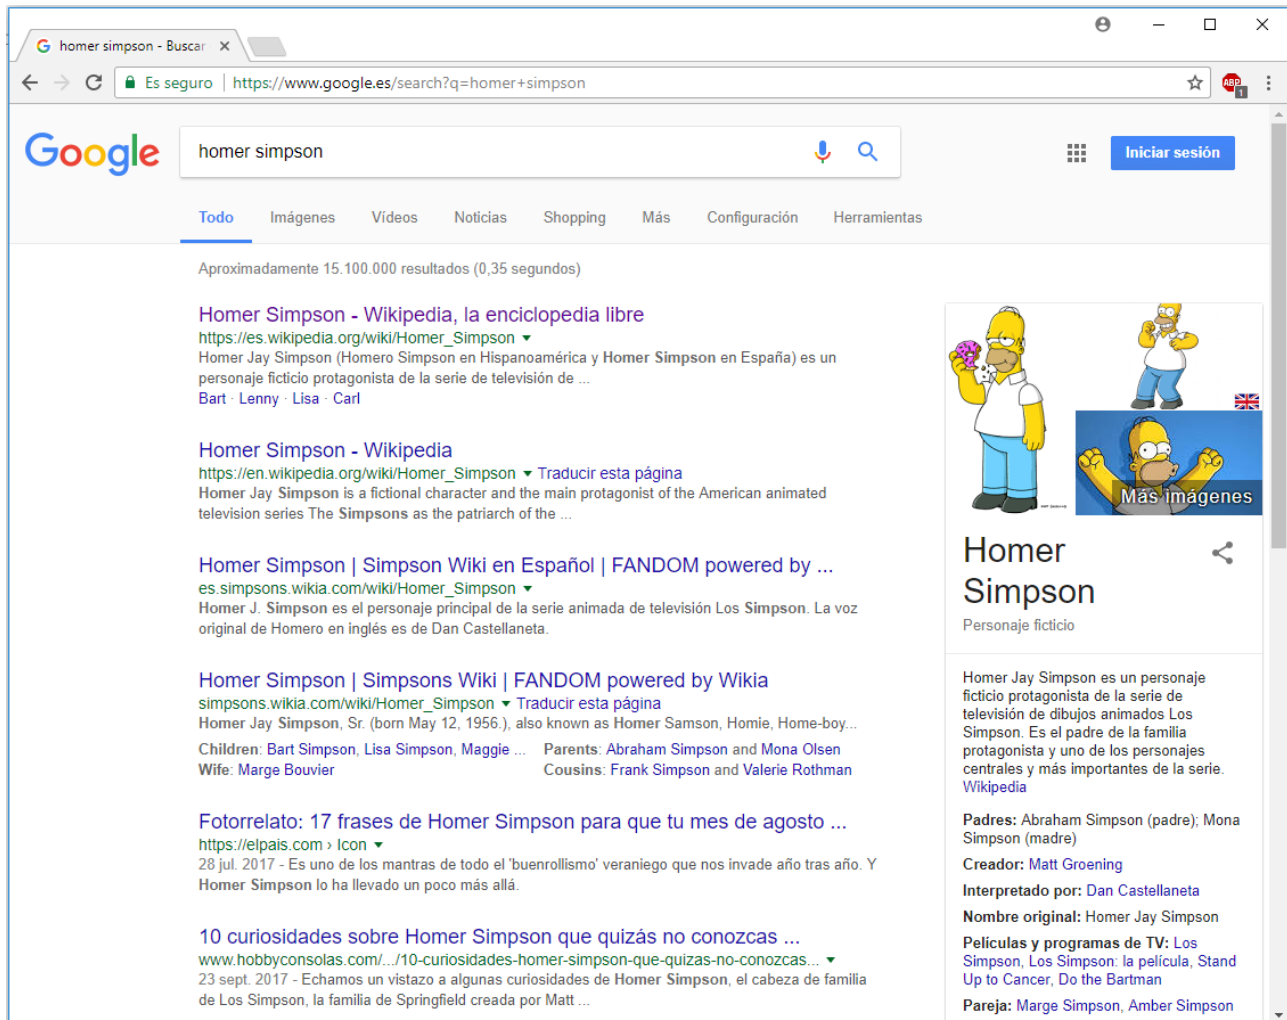 homer simpson - Buscar
Es seguro | https://www.google.es/search?q=homer+simpson
ABP
1
Google
homer simpson
Iniciar sesión
Todo Imágenes Vídeos Noticias Shopping Más Configuración Herramientas
Aproximadamente 15.100.000 resultados (0,35 segundos)
Homer Simpson - Wikipedia, la enciclopedia libre
https://es.wikipedia.org/wiki/Homer_Simpson
Homer Jay Simpson (Homero Simpson en Hispanoamérica y Homer Simpson en España) es un
personaje ficticio protagonista de la serie de televisión de ...
Bart · Lenny · Lisa · Carl
Homer Simpson - Wikipedia
https://en.wikipedia.org/wiki/Homer_Simpson Traducir esta página
Homer Jay Simpson is a fictional character and the main protagonist of the American animated
television series The Simpsons as the patriarch of the ...
Homer Simpson | Simpson Wiki en Español | FANDOM powered by ...
es.simpsons.wikia.com/wiki/Homer_Simpson
Homer J. Simpson es el personaje principal de la serie animada de televisión Los Simpson. La voz
original de Homero en inglés es de Dan Castellaneta.
Homer Simpson | Simpsons Wiki | FANDOM powered by Wikia
simpsons.wikia.com/wiki/Homer_Simpson Traducir esta página
Homer Jay Simpson, Sr. (born May 12, 1956.), also known as Homer Samson, Homie, Home-boy...
Children: Bart Simpson, Lisa Simpson, Maggie ... Parents: Abraham Simpson and Mona Olsen
Wife: Marge Bouvier Cousins: Frank Simpson and Valerie Rothman
Fotorrelato: 17 frases de Homer Simpson para que tu mes de agosto ...
https://elpais.com › Icon
28 jul. 2017 - Es uno de los mantras de todo el 'buenrollismo' veraniego que nos invade año tras año. Y
Homer Simpson lo ha llevado un poco más allá.
10 curiosidades sobre Homer Simpson que quizás no conozcas ...
www.hobbyconsolas.com/.../10-curiosidades-homer-simpson-que-quizas-no-conozcas...
23 sept. 2017 - Echamos un vistazo a algunas curiosidades de Homer Simpson, el cabeza de familia
de Los Simpson, la familia de Springfield creada por Matt ...
Más imágenes
Homer
Simpson
Personaje ficticio
Homer Jay Simpson es un personaje
ficticio protagonista de la serie de
televisión de dibujos animados Los
Simpson. Es el padre de la familia
protagonista y uno de los personajes
centrales y más importantes de la serie.
Wikipedia
Padres: Abraham Simpson (padre); Mona
Simpson (madre)
Creador: Matt Groening
Interpretado por: Dan Castellaneta
Nombre original: Homer Jay Simpson
Películas y programas de TV: Los
Simpson, Los Simpson: la película, Stand
Up to Cancer, Do the Bartman
Pareja: Marge Simpson, Amber Simpson